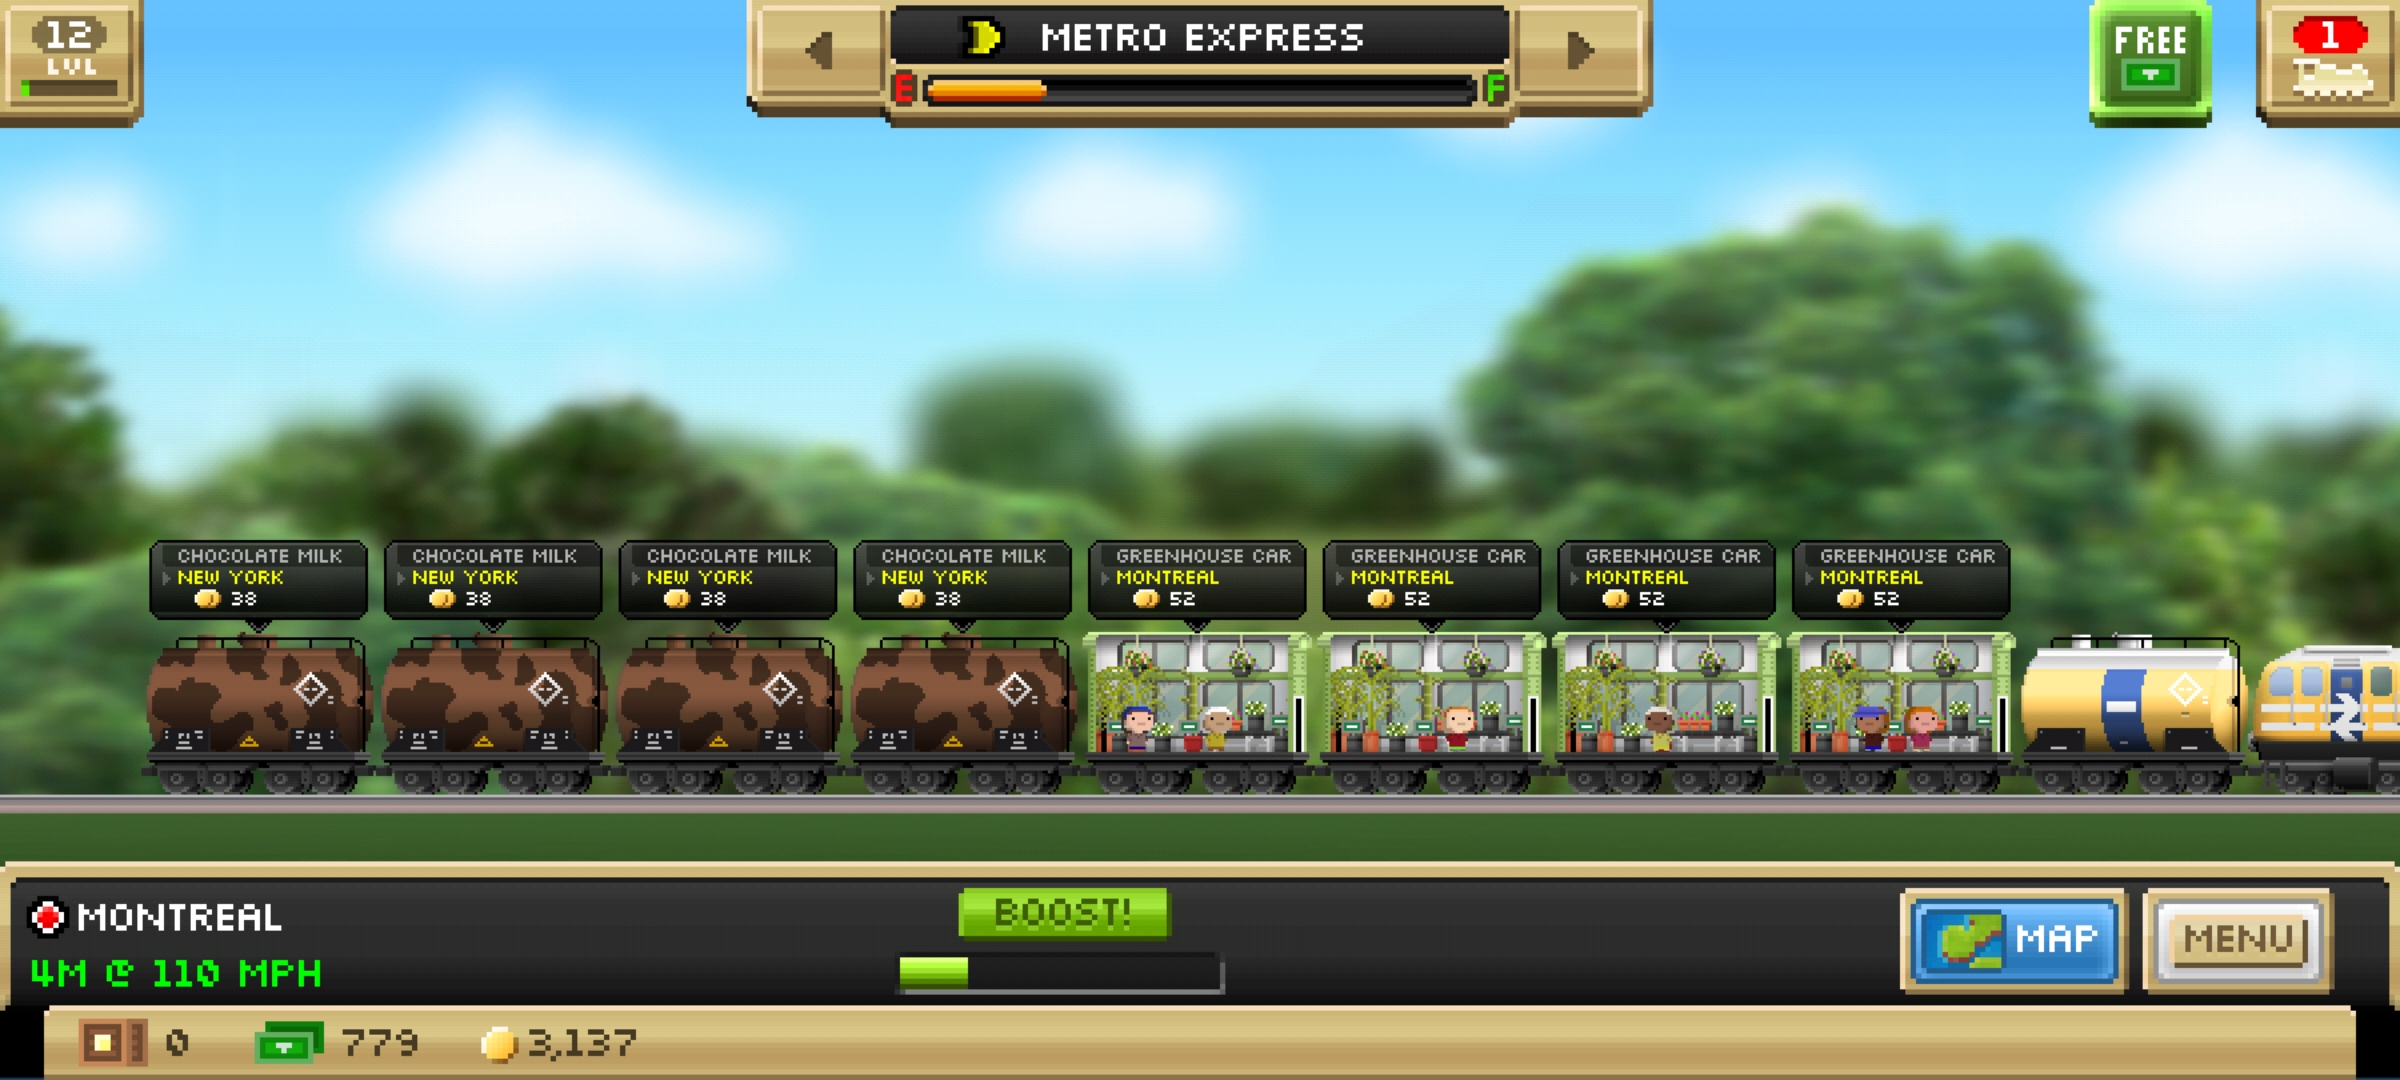 12
LVL
METRO EXPRESS
E
F
FREE
1
CHOCOLATE MILK
NEW YORK
38
CHOCOLATE MILK
NEW YORK
38
CHOCOLATE MILK
NEW YORK
38
CHOCOLATE MILK
NEW YORK
38
GREENHOUSE CAR
MONTREAL
52
GREENHOUSE CAR
MONTREAL
52
GREENHOUSE CAR
MONTREAL
52
GREENHOUSE CAR
MONTREAL
52
MONTREAL
4M @ 110 MPH
BOOST!
MAP
MENU
0
779
3,137